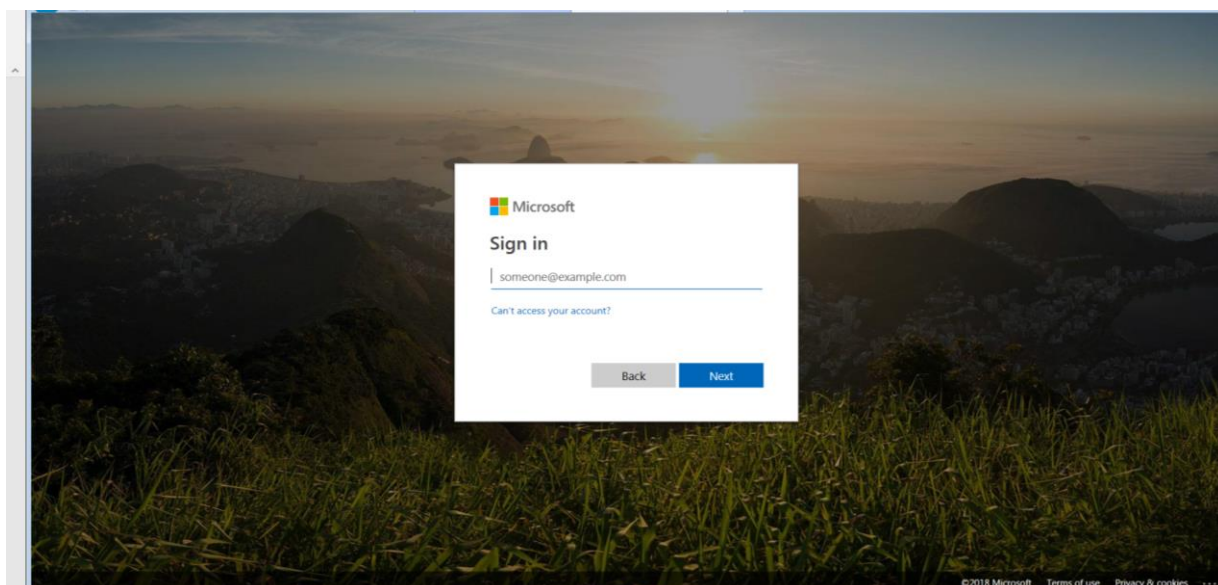 Microsoft
Sign in
someone@example.com
Can't access your account?
Back Next
©2018 Microsoft Terms of use Privacy & cookies